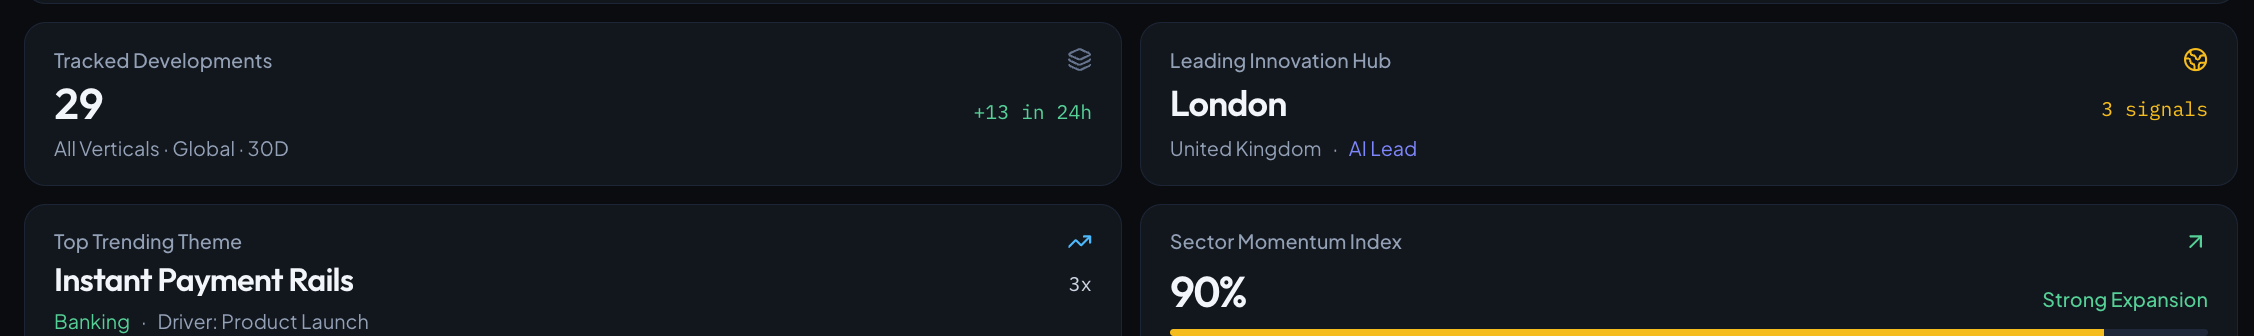 Tracked Developments
29
+13 in 24h
All Verticals · Global · 30D
Leading Innovation Hub
London
3 signals
United Kingdom · AI Lead
Top Trending Theme
Instant Payment Rails
3x
Banking · Driver: Product Launch
Sector Momentum Index
90%
Strong Expansion